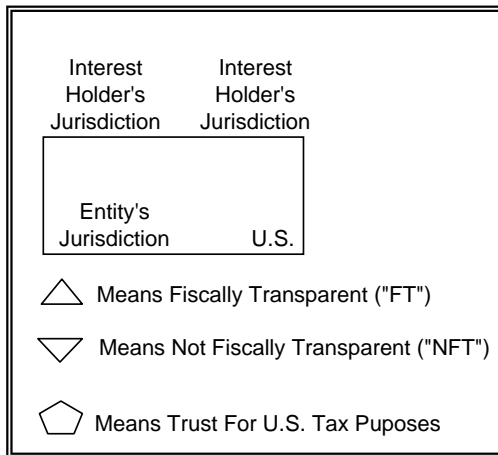 Interest Interest
Holder's Holder's
Jurisdiction Jurisdiction
Entity's
Jurisdiction U.S.
Means Fiscally Transparent ("FT")
Means Not Fiscally Transparent ("NFT")
Means Trust For U.S. Tax Puposes